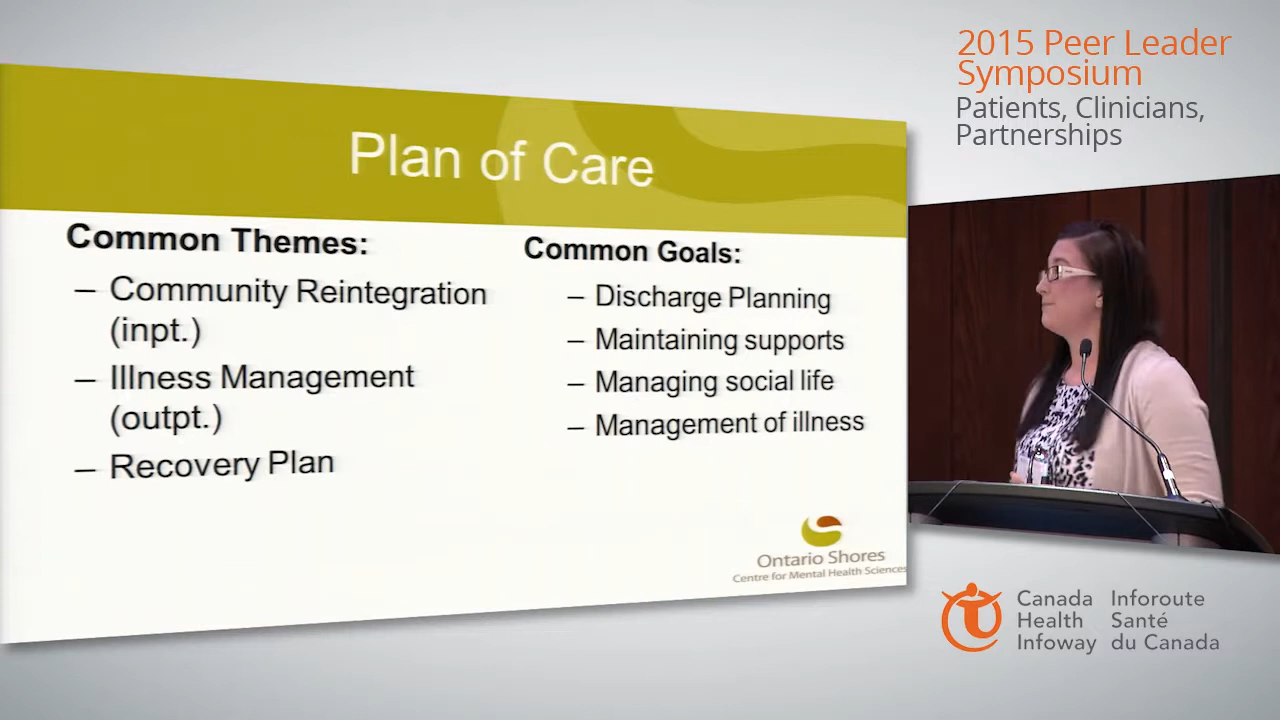 2015 Peer Leader
Symposium
Patients, Clinicians,
Partnerships
Plan of Care
Common Themes:
– Community Reintegration
(inpt.)
– Illness Management
(outpt.)
– Recovery Plan
Common Goals:
– Discharge Planning
– Maintaining supports
– Managing social life
– Management of illness
Ontario Shores
Centre for Mental Health Sciences
Canada
Health
Infoway
Inforoute
Santé
du Canada